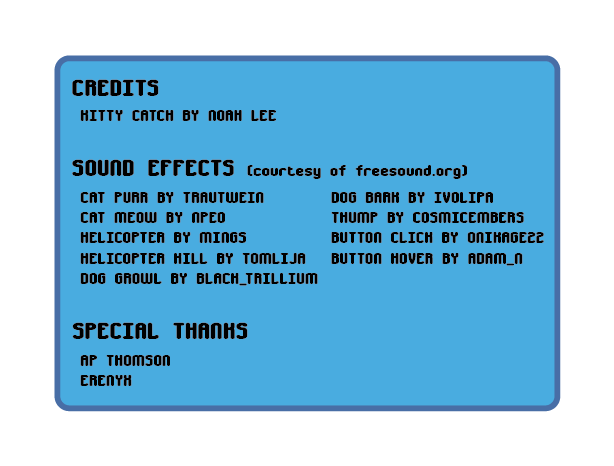 CREDITS
KITTY CATCH BY NOAH LEE
SOUND EFFECTS (courtesy of freesound.org)
CAT PURR BY TRAUTWEIN
CAT MEOW BY NPEO
HELICOPTER BY MINGS
HELICOPTER KILL BY TOMLIJA
DOG GROWL BY BLACK_TRILLIUM
DOG BARK BY IVOLIPA
THUMP BY COSMICEMBERS
BUTTON CLICK BY ONIKAGE22
BUTTON HOVER BY ADAM_N
SPECIAL THANKS
AP THOMSON
ERENYK